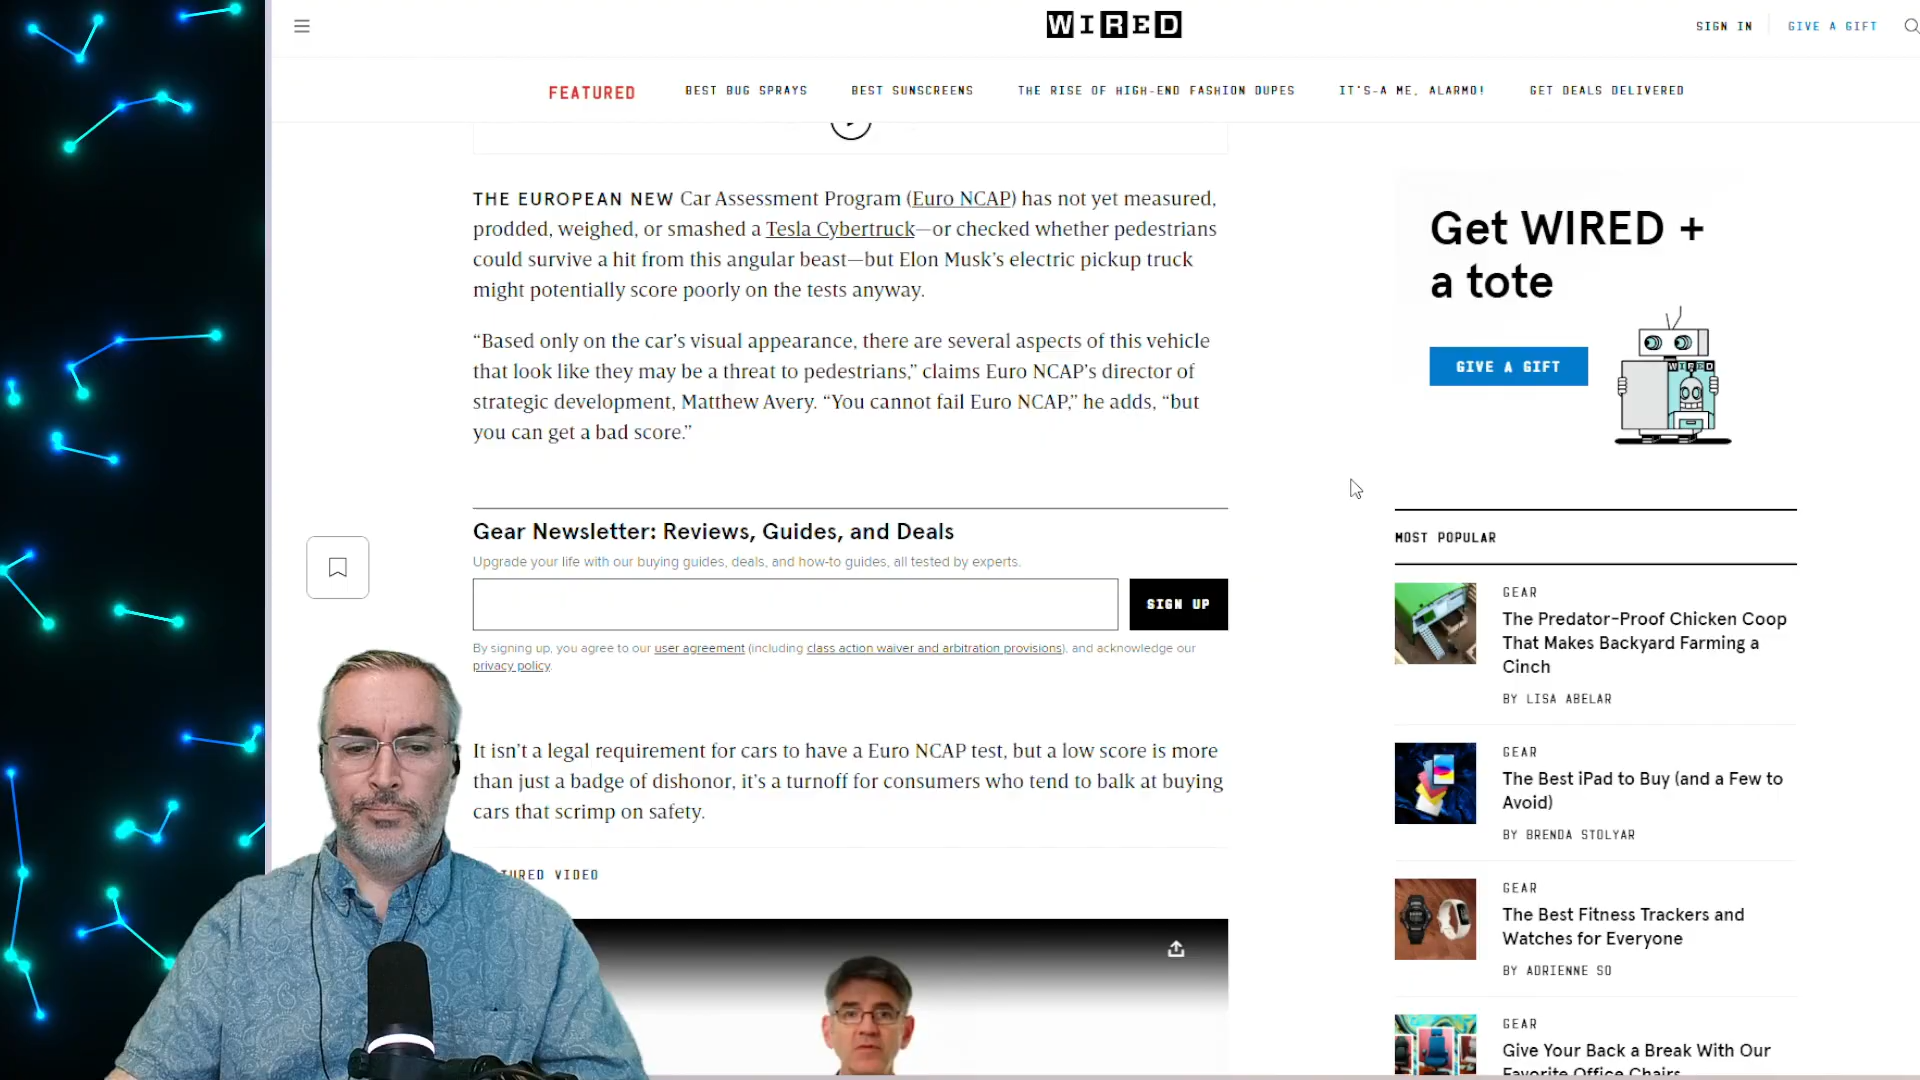 WIRED
SIGN IN
GIVE A GIFT
FEATURED
BEST BUG SPRAYS
BEST SUNSCREENS
THE RISE OF HIGH-END FASHION DUPES
IT'S-A ME, ALARMO!
GET DEALS DELIVERED
THE EUROPEAN NEW Car Assessment Program (Euro NCAP) has not yet measured,
prodded, weighed, or smashed a Tesla Cybertruck—or checked whether pedestrians
could survive a hit from this angular beast—but Elon Musk’s electric pickup truck
might potentially score poorly on the tests anyway.
“Based only on the car’s visual appearance, there are several aspects of this vehicle
that look like they may be a threat to pedestrians,” claims Euro NCAP’s director of
strategic development, Matthew Avery. “You cannot fail Euro NCAP,” he adds, “but
you can get a bad score.”
Gear Newsletter: Reviews, Guides, and Deals
Upgrade your life with our buying guides, deals, and how-to guides, all tested by experts.
SIGN UP
By signing up, you agree to our user agreement (including class action waiver and arbitration provisions), and acknowledge our
privacy policy.
It isn’t a legal requirement for cars to have a Euro NCAP test, but a low score is more
than just a badge of dishonor, it’s a turnoff for consumers who tend to balk at buying
cars that scrimp on safety.
VIDEO
Get WIRED +
a tote
GIVE A GIFT
WIRED
MOST POPULAR
GEAR
The Predator-Proof Chicken Coop
That Makes Backyard Farming a
Cinch
BY LISA ABELAR
GEAR
The Best iPad to Buy (and a Few to
Avoid)
BY BRENDA STOLYAR
GEAR
The Best Fitness Trackers and
Watches for Everyone
BY ADRIENNE SO
GEAR
Give Your Back a Break With Our
Favorite Office Chairs